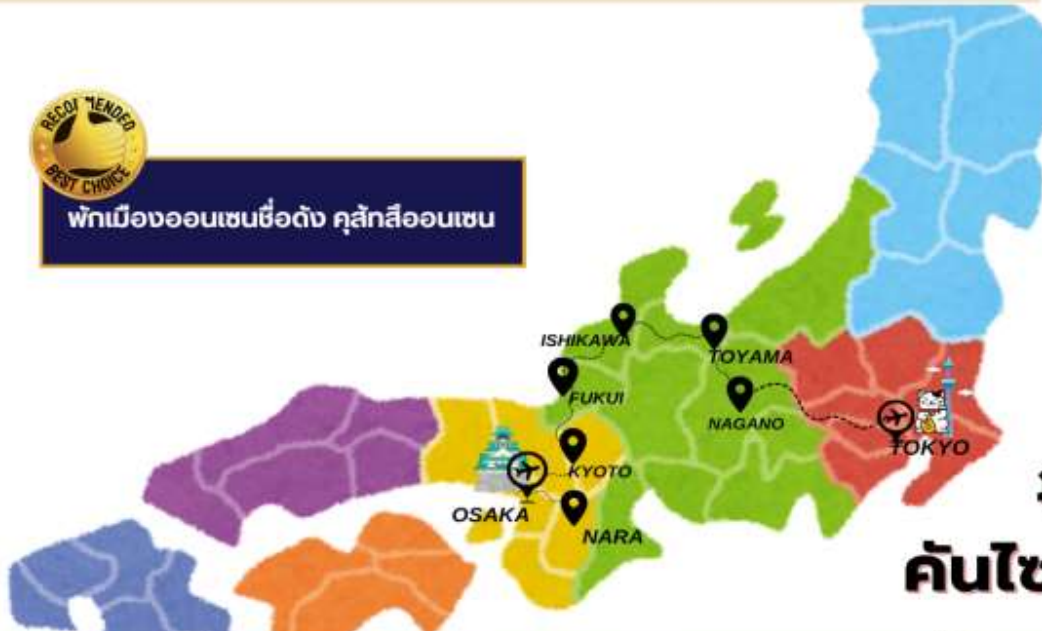 RECOMMENDED
BEST CHOICE
พักเมืองออนเซนชื่อดัง คุสัทสึออนเซน
ISHIKAWA
TOYAMA
FUKUI
NAGANO
TOKYO
KYOTO
OSAKA
NARA
คันไซ